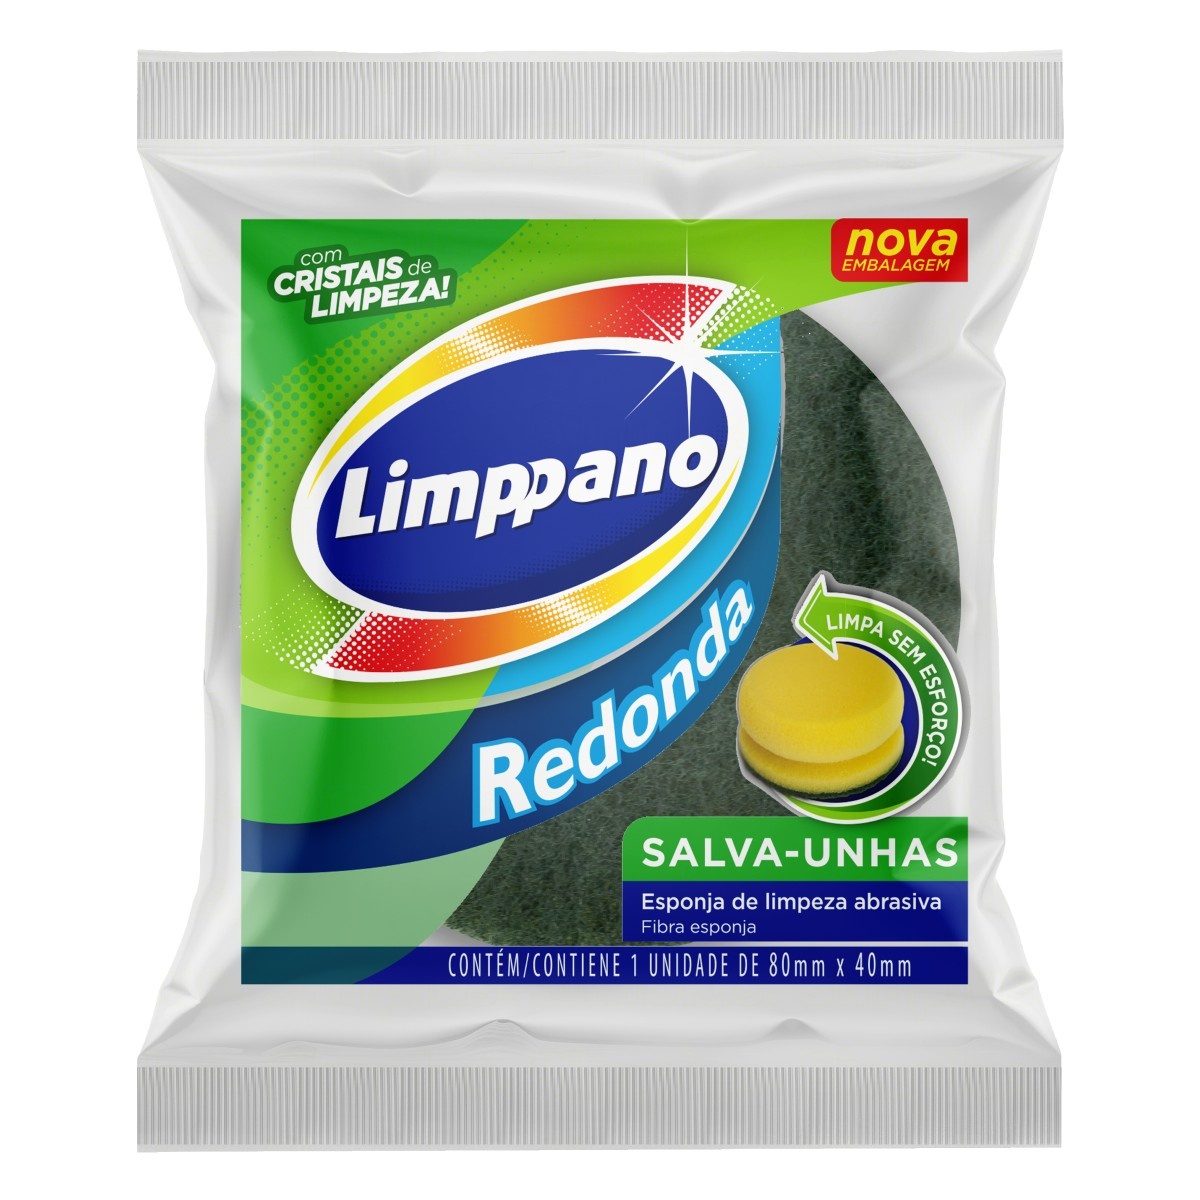 com
CRISTAIS de
LIMPEZA!
nova
EMBALAGEM
Limppano
Redonda
LIMPA SEM ESFORÇO!
SALVA-UNHAS
Esponja de limpeza abrasiva
Fibra esponja
CONTÉM/CONTIENE 1 UNIDADE DE 80mm x 40mm